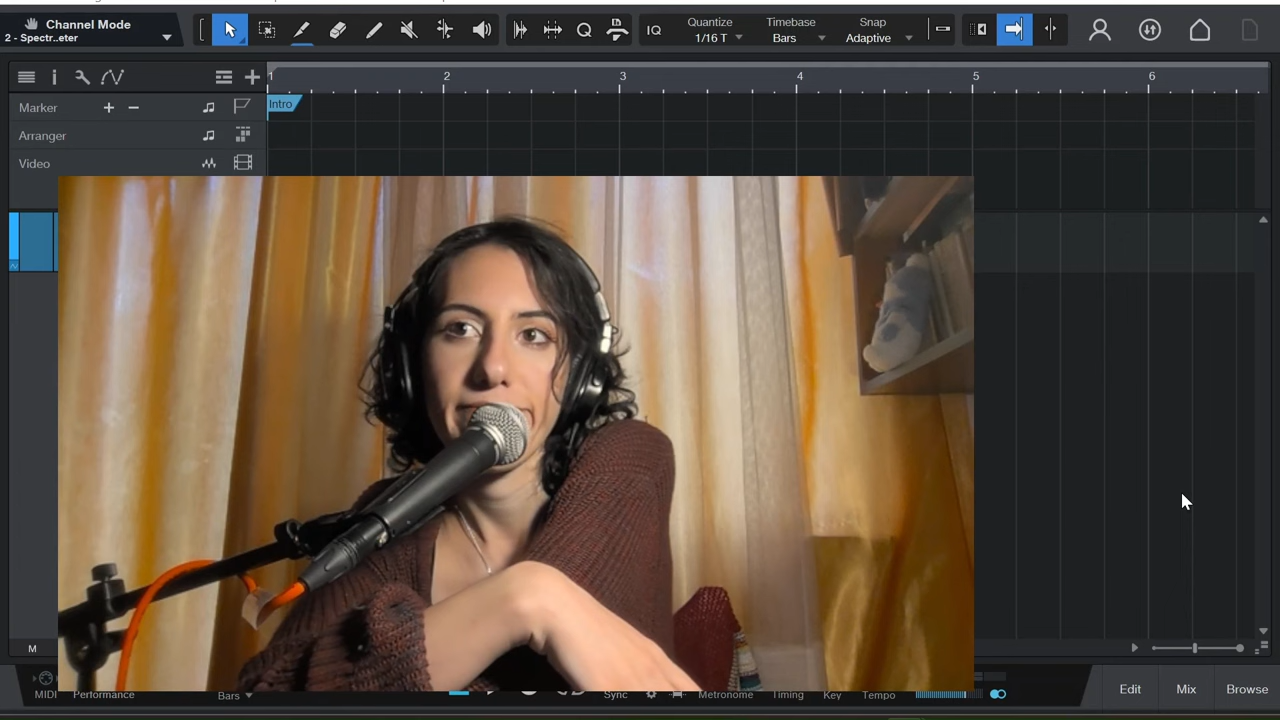 Channel Mode
2 - Spectr..eter
IQ
Quantize
1/16 T
Timebase
Bars
Snap
Adaptive
1 2 3 4 5 6
Marker
Intro
Arranger
Video
M
MIDI
Performance
Bars
Sync
Metronome
Timing
Key
Tempo
Edit
Mix
Browse